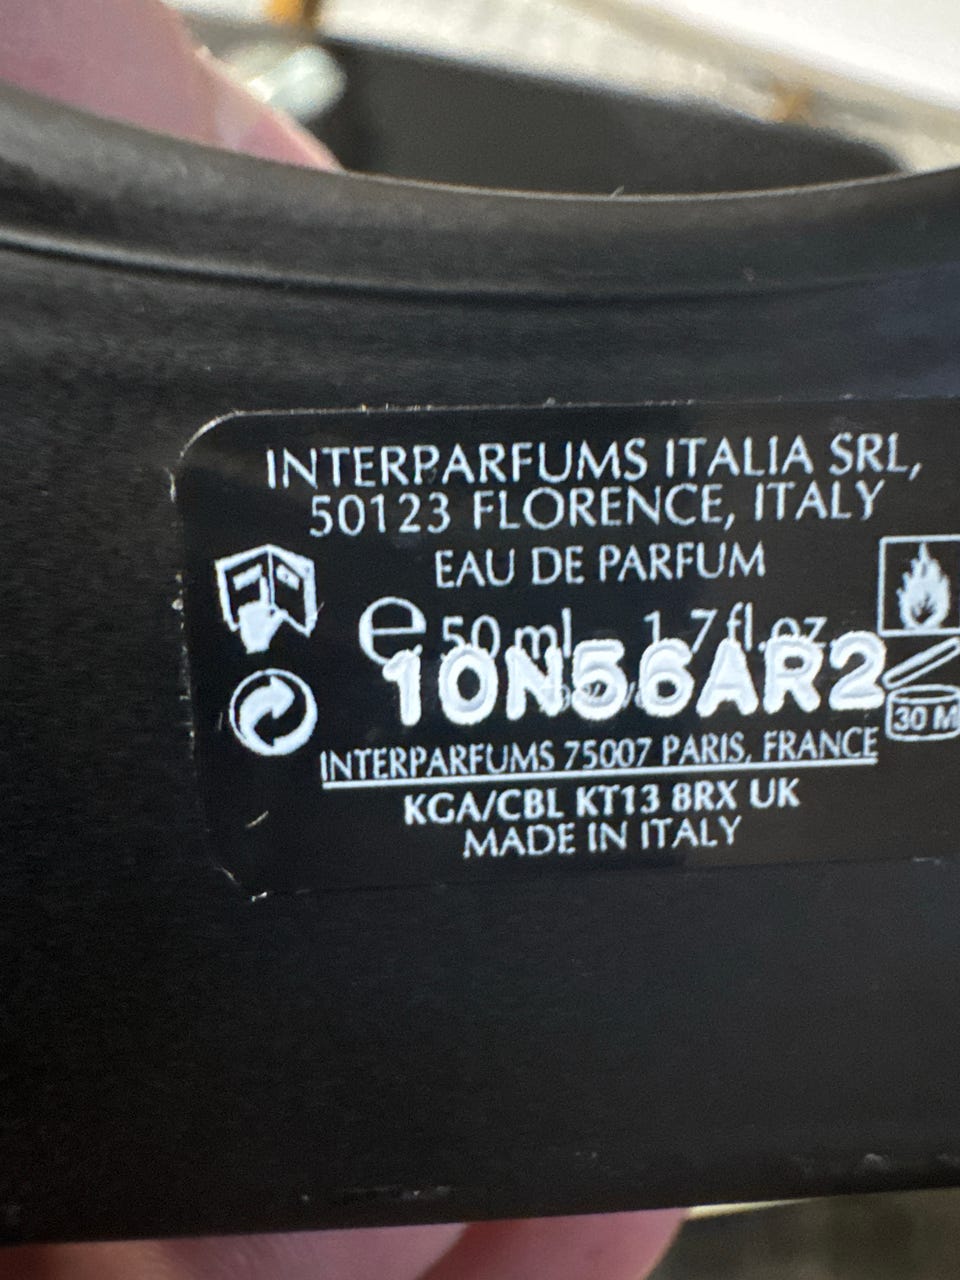 INTERPARFUMS ITALIA SRL,
50123 FLORENCE, ITALY
EAU DE PARFUM
e 50 ml 1.7 fl.oz.
10N56AR2
30 M
INTERPARFUMS 75007 PARIS, FRANCE
KGA/CBL KT13 8RX UK
MADE IN ITALY